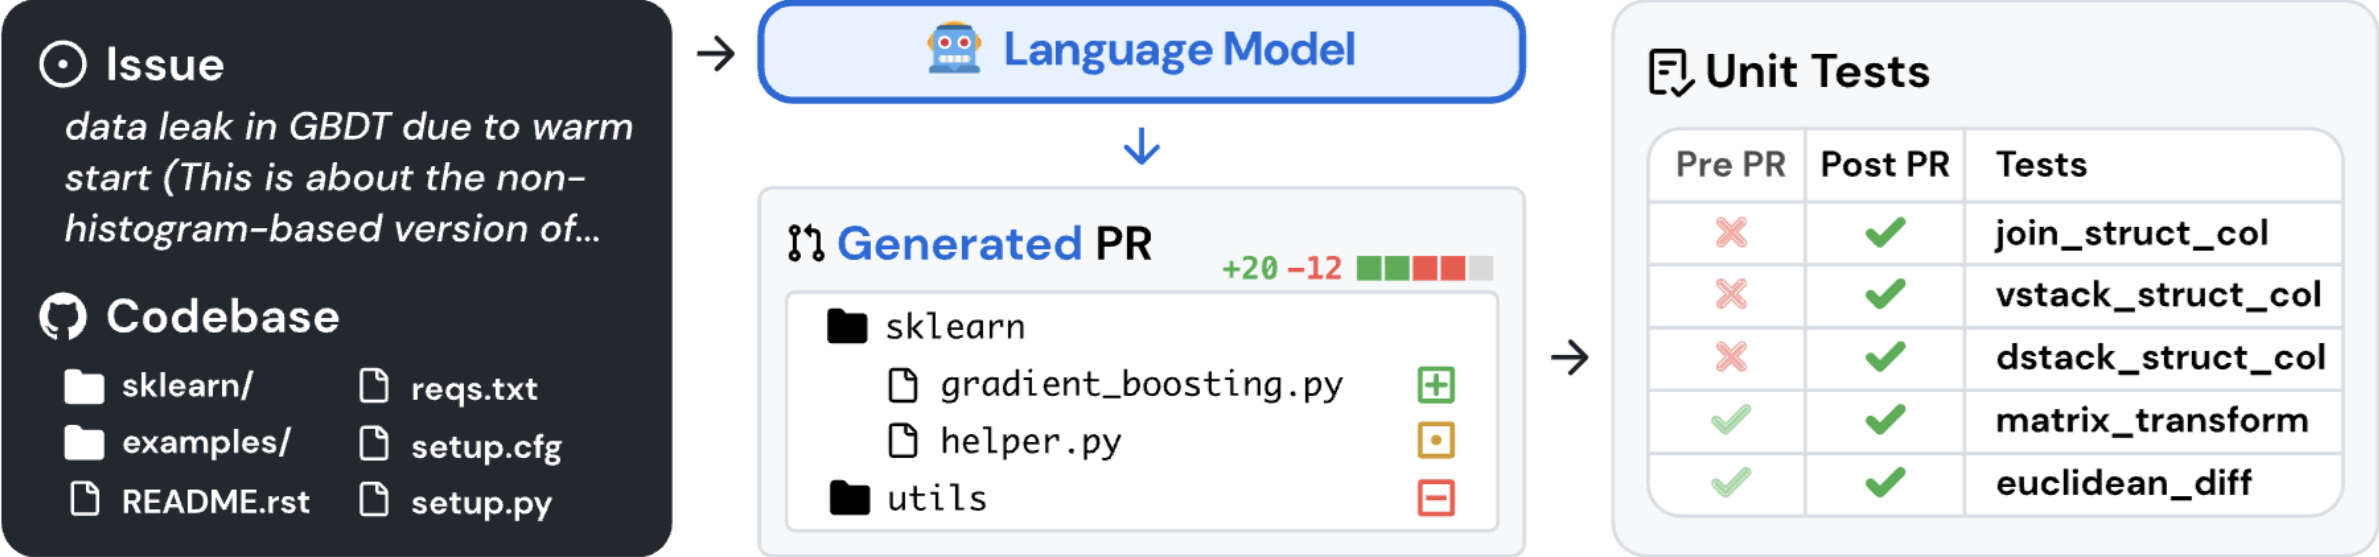 Issue
data leak in GBDT due to warm
start (This is about the non-
histogram-based version of...
Codebase
sklearn/
reqs.txt
examples/
setup.cfg
README.rst
setup.py
Language Model
Generated PR
+20 -12
sklearn
gradient_boosting.py
helper.py
utils
Unit Tests
Pre PR Post PR Tests
join_struct_col
vstack_struct_col
dstack_struct_col
matrix_transform
euclidean_diff